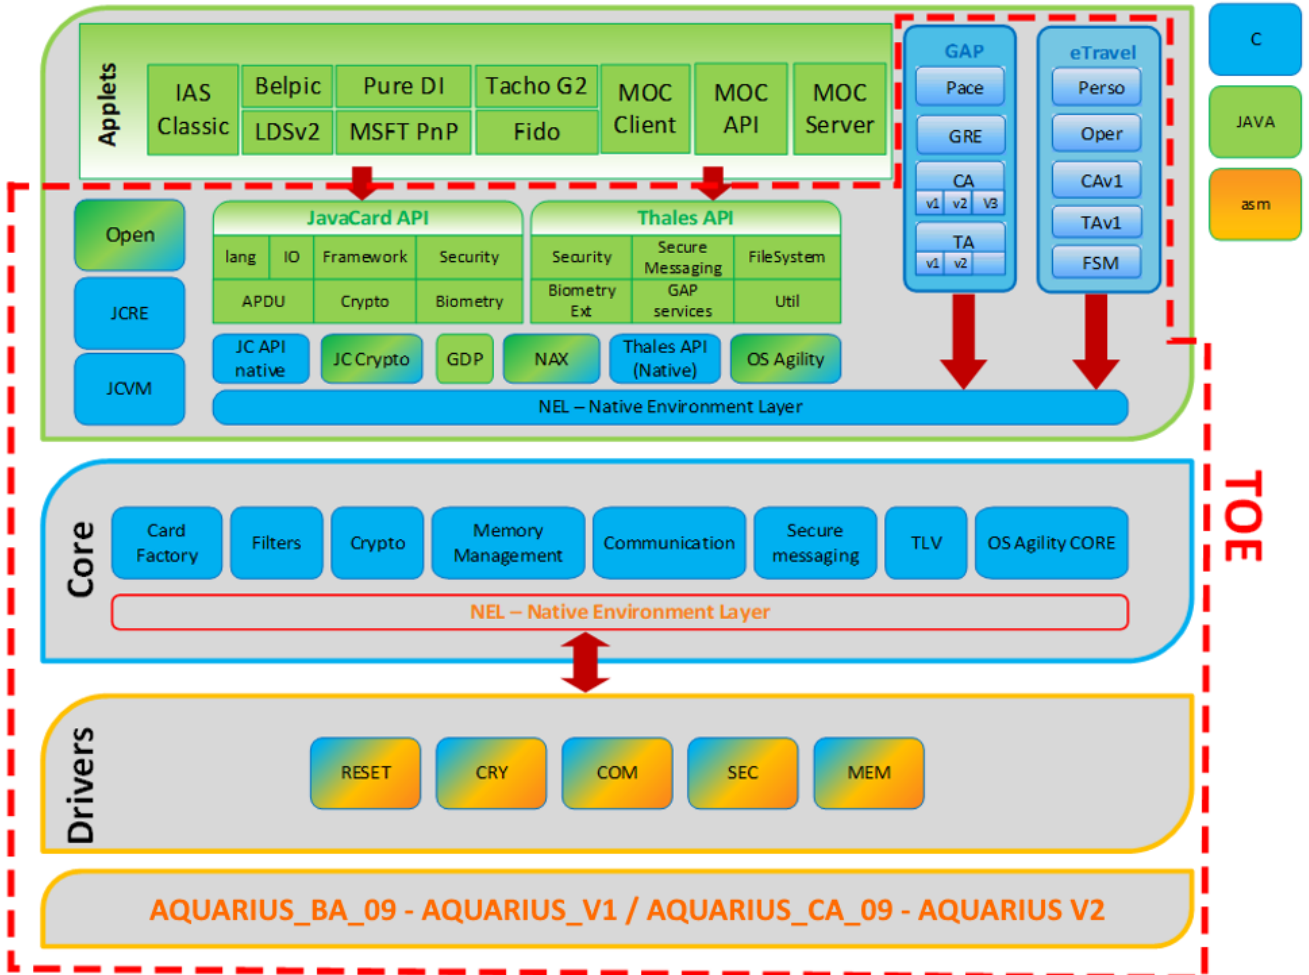 Applets
IAS
Classic
Belpic
LDSv2
Pure DI
MSFT PnP
Tacho G2
Fido
MOC
Client
MOC
API
MOC
Server
GAP
Pace
GRE
CA
v1 v2 V3
TA
v1 v2
eTravel
Perso
Oper
CAv1
TAv1
FSM
C
JAVA
asm
Open
JCRE
JCVM
JavaCard API
lang IO Framework Security
APDU Crypto Biometry
Thales API
Security
Secure
Messaging
FileSystem
Biometry
Ext
GAP
services
Util
JC API
native
JC Crypto
GDP
NAX
Thales API
(Native)
OS Agility
NEL – Native Environment Layer
TOE
Core
Card
Factory
Filters
Crypto
Memory
Management
Communication
Secure
messaging
TLV
OS Agility CORE
NEL – Native Environment Layer
Drivers
RESET CRY COM SEC MEM
AQUARIUS_BA_09 - AQUARIUS_V1 / AQUARIUS_CA_09 - AQUARIUS V2